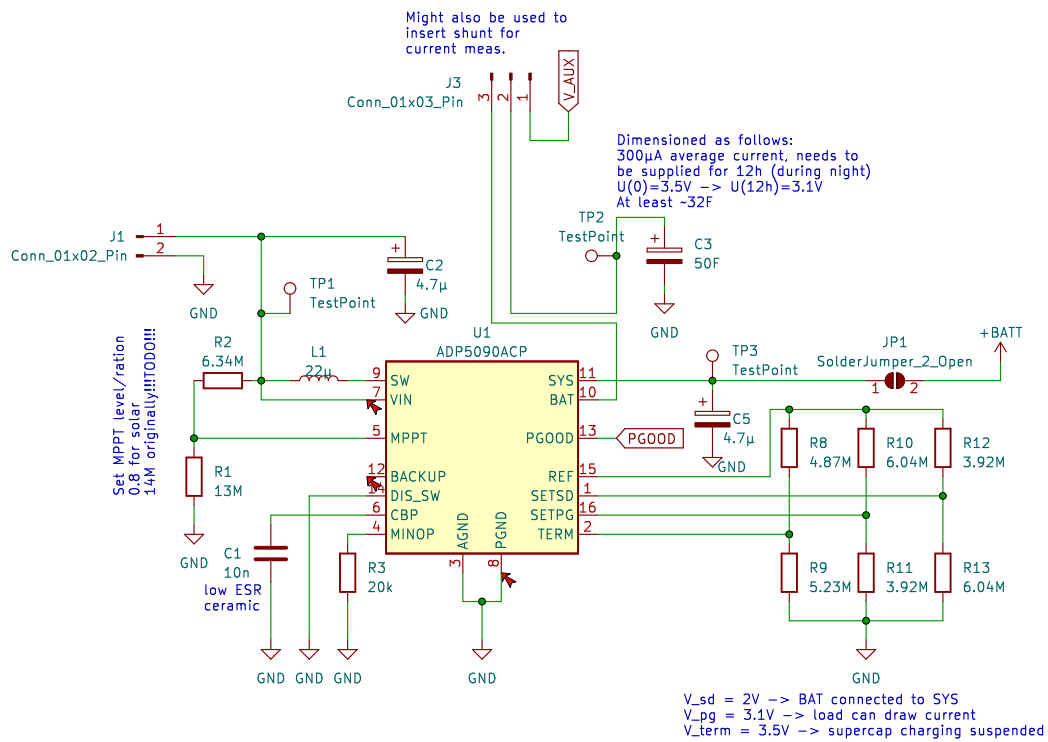 Might also be used to
insert shunt for
current meas.
J3
Conn_01x03_Pin
3
2
1
V_AUX
Dimensioned as follows:
300µA average current, needs to
be supplied for 12h (during night)
U(0)=3.5V -> U(12h)=3.1V
At least ~32F
TP2
TestPoint
C3
50F
GND
J1
Conn_01x02_Pin
1
2
GND
C2
4.7µ
GND
TP1
TestPoint
R2
6.34M
L1
22µ
U1
ADP5090ACP
Set MPPT level/ration
0.8 for solar
14M originally!!!TODO!!!
R1
13M
GND
9 SW
7 VIN
5 MPPT
12 BACKUP
14 DIS_SW
6 CBP
4 MINOP
AGND
3
PGND
8
SYS 11
BAT 10
PGOOD 13
REF 15
SETSD 1
SETPG 16
TERM 2
PGOOD
TP3
TestPoint
C5
4.7µ
GND
JP1
SolderJumper_2_Open
1 2
+BATT
R8
4.87M
R10
6.04M
R12
3.92M
R9
5.23M
R11
3.92M
R13
6.04M
C1
10n
low ESR
ceramic
R3
20k
GND
GND
GND
GND
GND
V_sd = 2V -> BAT connected to SYS
V_pg = 3.1V -> load can draw current
V_term = 3.5V -> supercap charging suspended